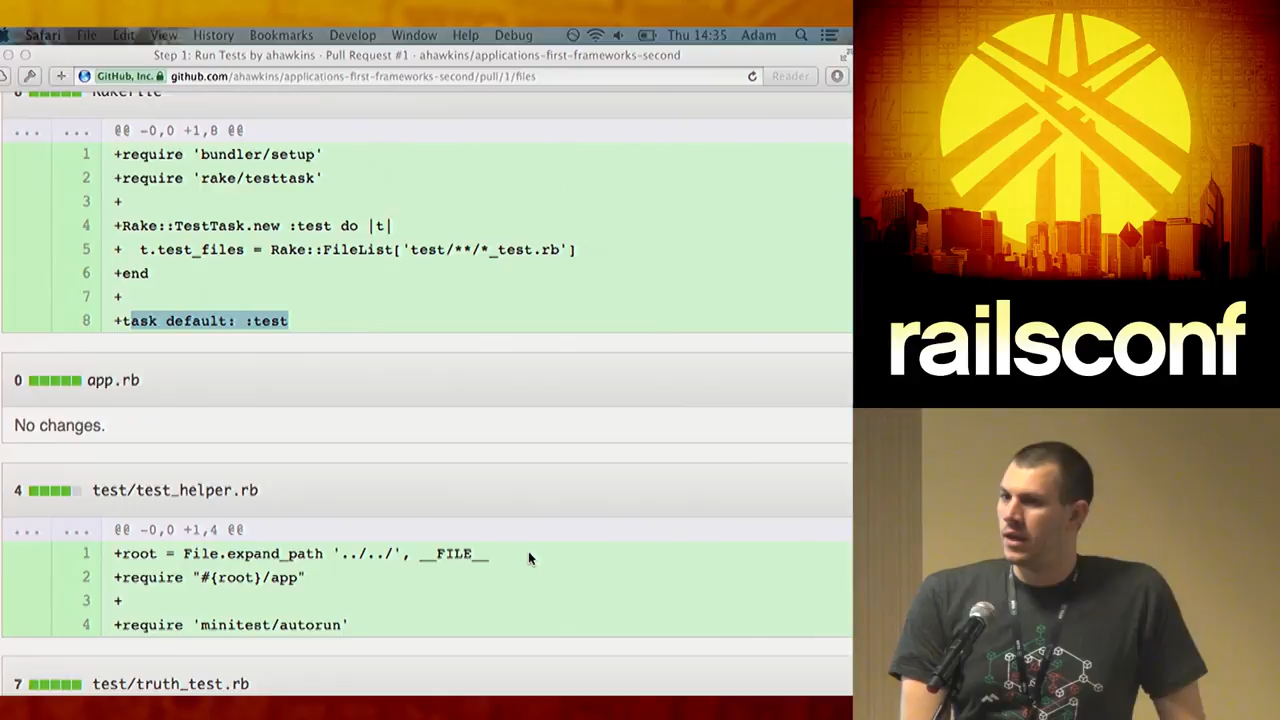 Safari File Edit View History Bookmarks Develop Window Help Debug Thu 14:35 Adam
Step 1: Run Tests by ahawkins · Pull Request #1 · ahawkins/applications-first-frameworks-second
GitHub, Inc. github.com/ahawkins/applications-first-frameworks-second/pull/1/files Reader
8 Rakefile
... ... @@ -0,0 +1,8 @@
1 +require 'bundler/setup'
2 +require 'rake/testtask'
3 +
4 +Rake::TestTask.new :test do |t|
5 + t.test_files = Rake::FileList['test/**/*_test.rb']
6 +end
7 +
8 +task default: :test
0 app.rb
No changes.
4 test/test_helper.rb
... ... @@ -0,0 +1,4 @@
1 +root = File.expand_path '../../', __FILE__
2 +require "#{root}/app"
3 +
4 +require 'minitest/autorun'
7 test/truth_test.rb
railsconf